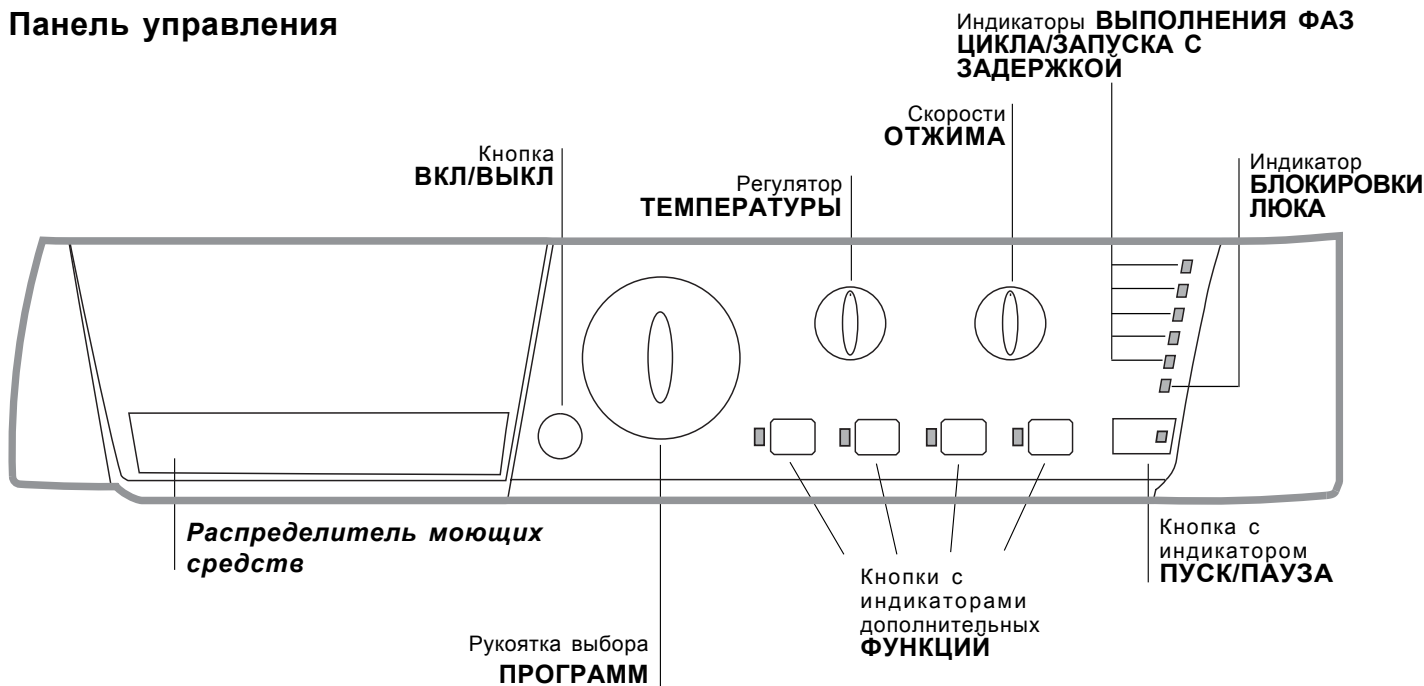 Панель управления
Индикаторы ВЫПОЛНЕНИЯ ФАЗ
ЦИКЛА/ЗАПУСКА С
ЗАДЕРЖКОЙ
Скорости
ОТЖИМА
Кнопка
ВКЛ/ВЫКЛ
Регулятор
ТЕМПЕРАТУРЫ
Индикатор
БЛОКИРОВКИ
ЛЮКА
Распределитель моющих
средств
Кнопка с
индикатором
ПУСК/ПАУЗА
Кнопки с
индикаторами
дополнительных
ФУНКЦИЙ
Рукоятка выбора
ПРОГРАММ